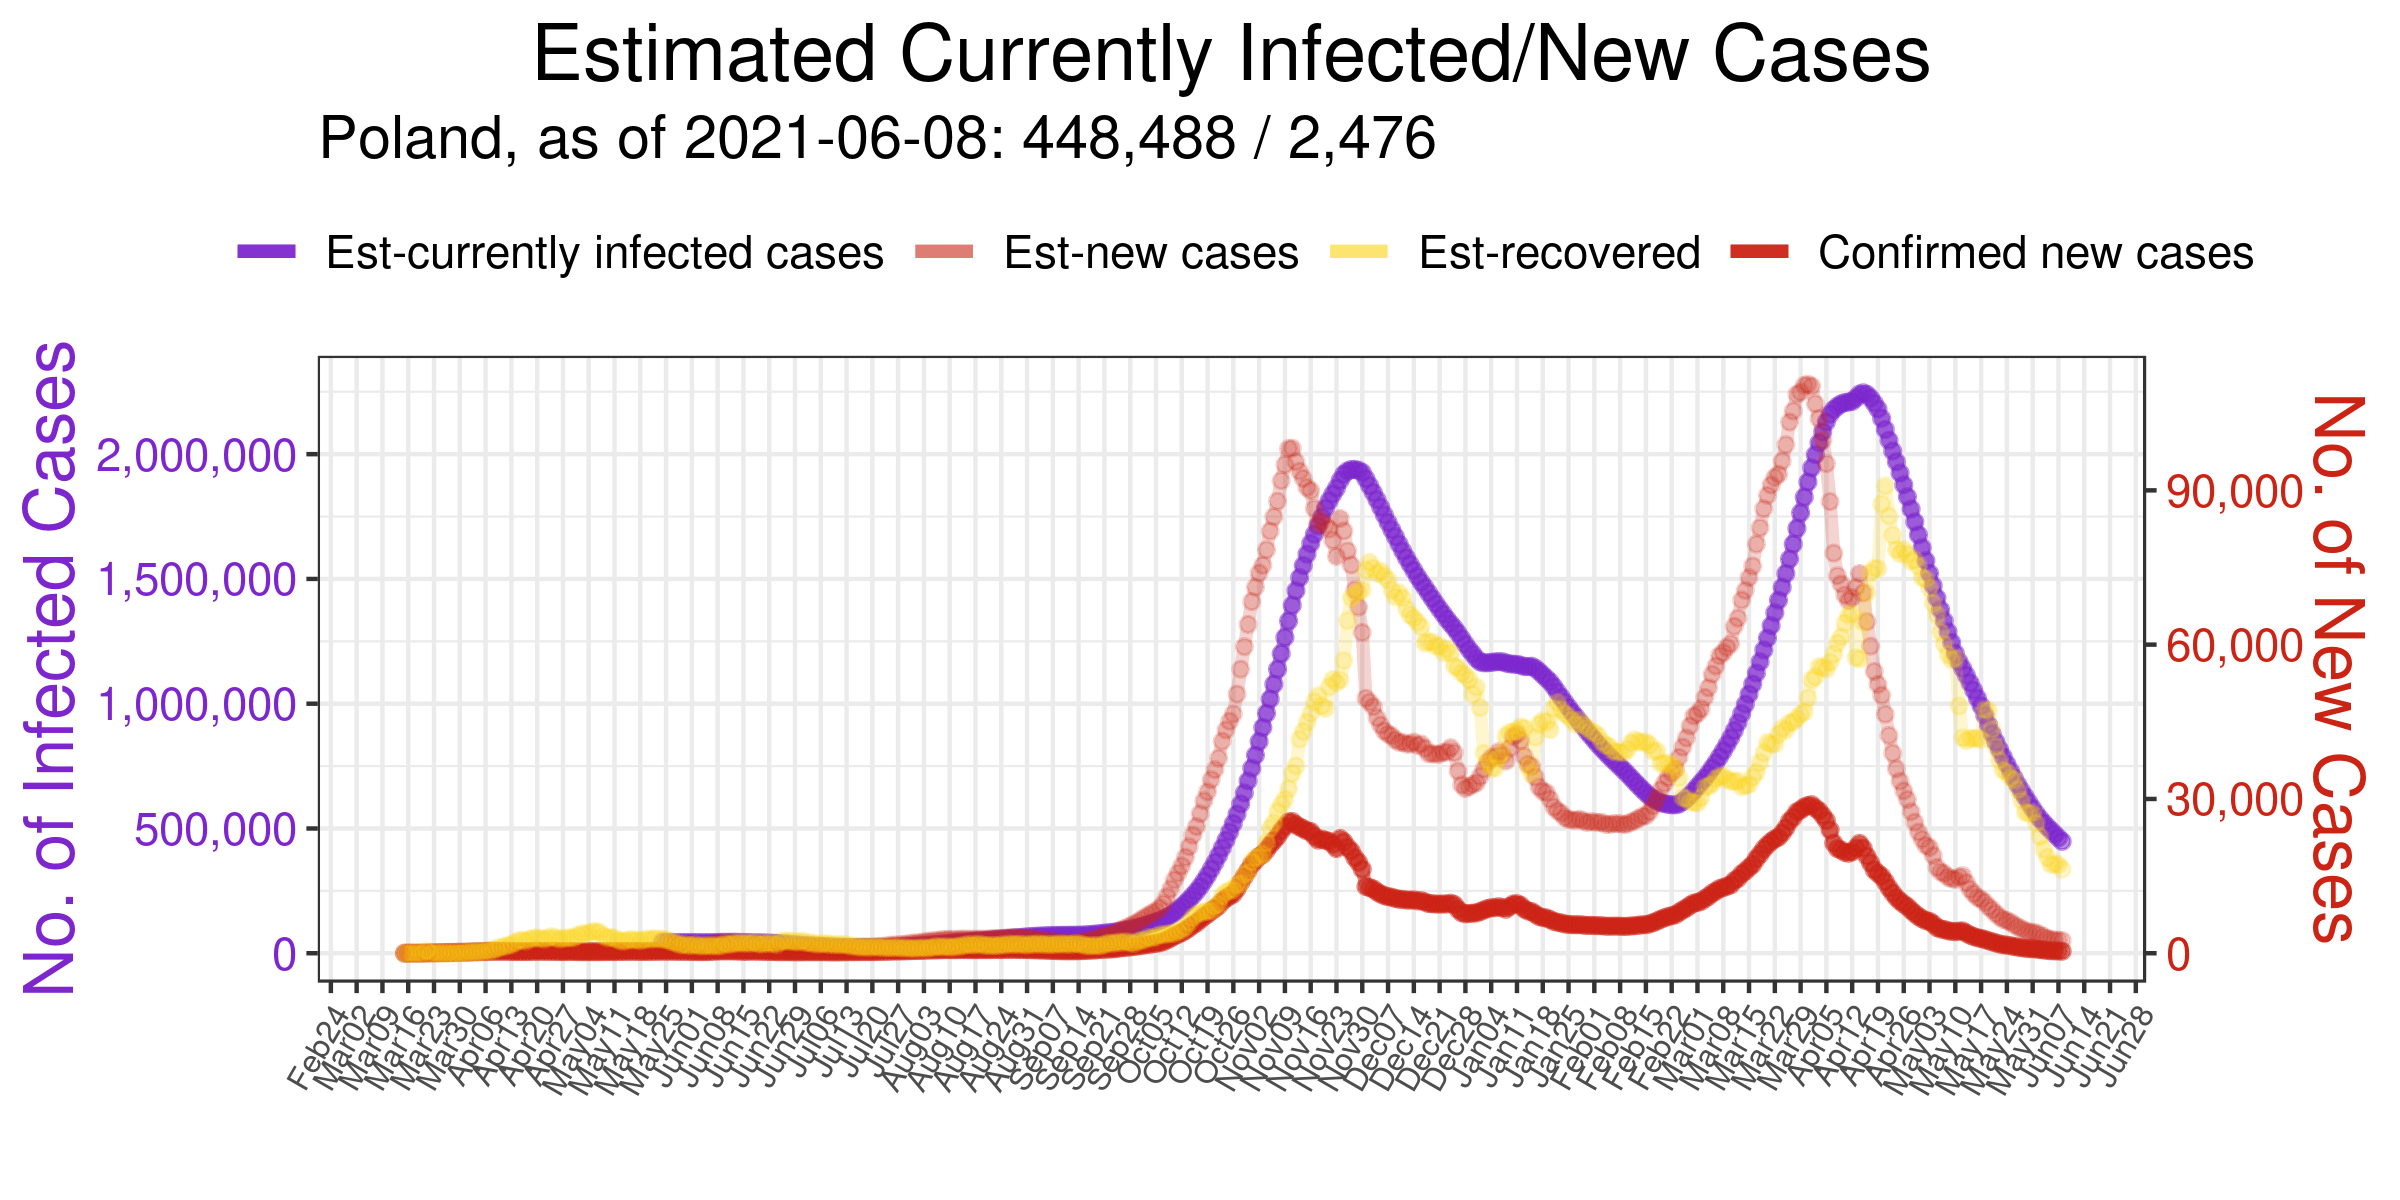 Estimated Currently Infected/New Cases
Poland, as of 2021-06-08: 448,488 / 2,476
Est-currently infected cases Est-new cases Est-recovered Confirmed new cases
No. of Infected Cases
2,000,000
1,500,000
1,000,000
500,000
0
90,000
60,000
30,000
0
No. of New Cases
Feb24 Mar02 Mar09 Mar16 Mar23 Mar30 Apr06 Apr13 Apr20 Apr27 May04 May11 May18 May25 Jun01 Jun08 Jun15 Jun22 Jun29 Jul06 Jul13 Jul20 Jul27 Aug03 Aug10 Aug17 Aug24 Aug31 Sep07 Sep14 Sep21 Sep28 Oct05 Oct12 Oct19 Oct26 Nov02 Nov09 Nov16 Nov23 Nov30 Dec07 Dec14 Dec21 Dec28 Jan04 Jan11 Jan18 Jan25 Feb01 Feb08 Feb15 Feb22 Mar01 Mar08 Mar15 Mar22 Mar29 Apr05 Apr12 Apr19 Apr26 May03 May10 May17 May24 May31 Jun07 Jun14 Jun21 Jun28